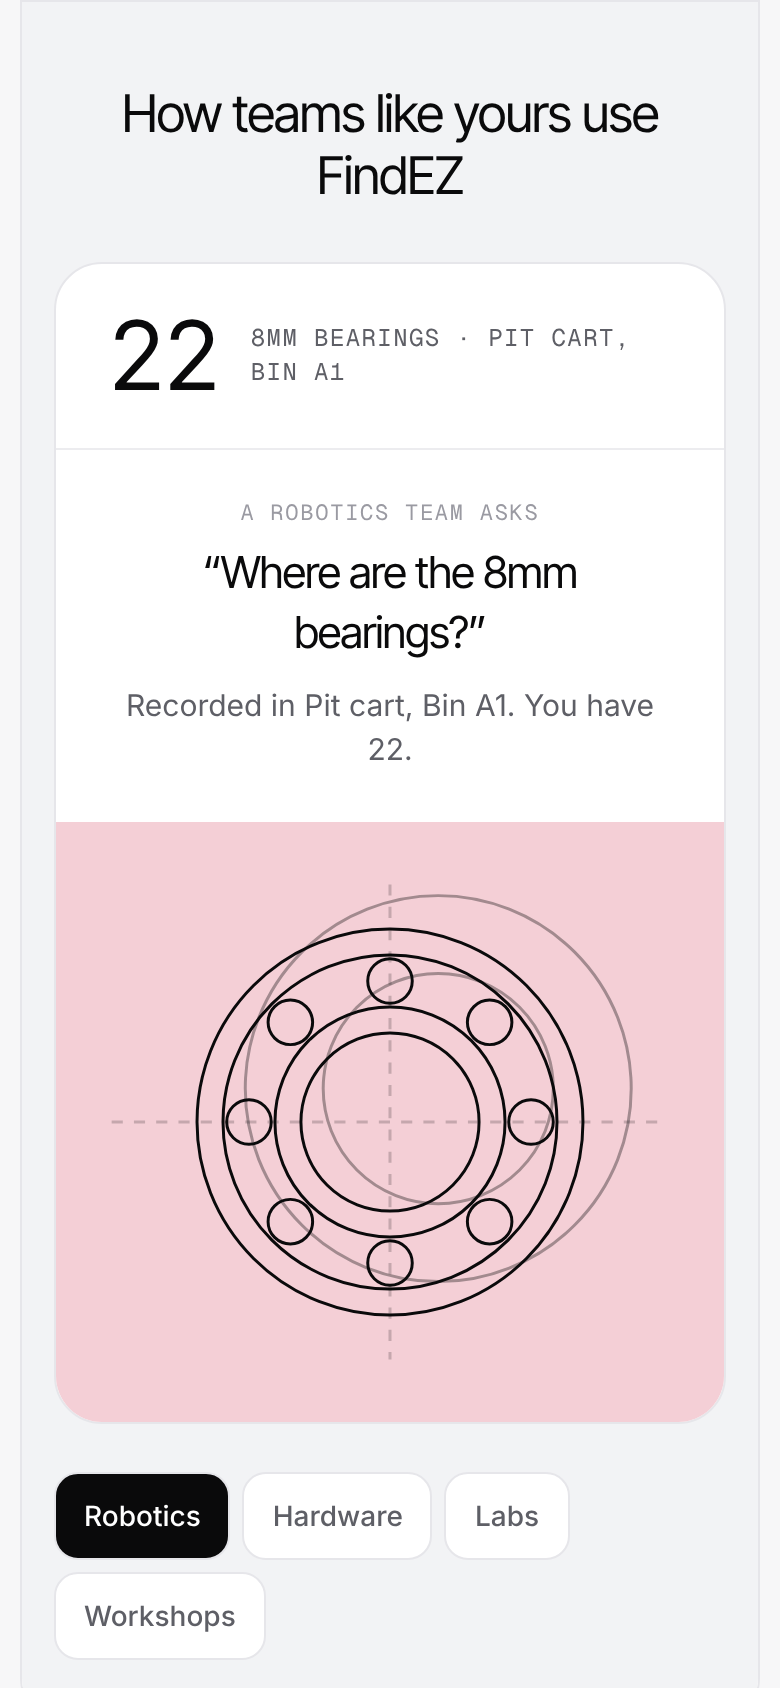 How teams like yours use
FindEZ
22
8MM BEARINGS · PIT CART,
BIN A1
A ROBOTICS TEAM ASKS
“Where are the 8mm
bearings?”
Recorded in Pit cart, Bin A1. You have
22.
Robotics
Hardware
Labs
Workshops